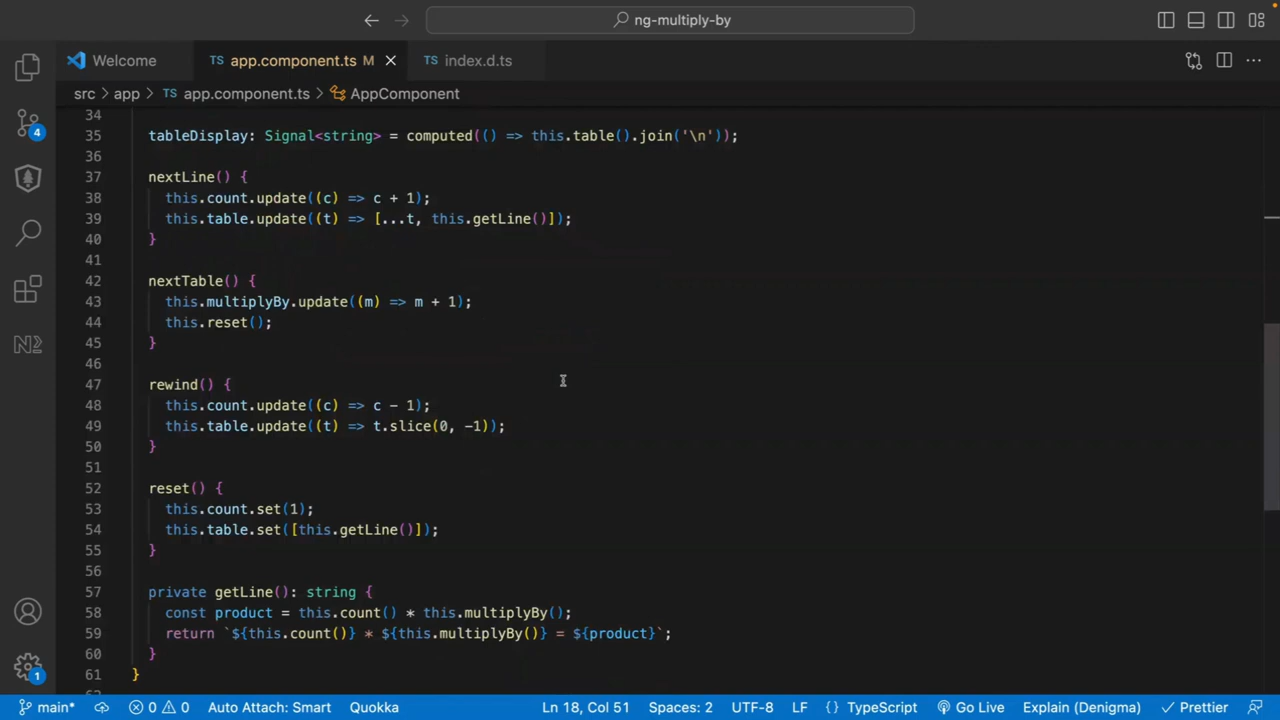 ng-multiply-by
Welcome
TS app.component.ts M
TS index.d.ts
src > app > TS app.component.ts > AppComponent
34
35 tableDisplay: Signal<string> = computed(() => this.table().join('\n'));
36
37 nextLine() {
38 this.count.update((c) => c + 1);
39 this.table.update((t) => [...t, this.getLine()]);
40 }
41
42 nextTable() {
43 this.multiplyBy.update((m) => m + 1);
44 this.reset();
45 }
46
47 rewind() {
48 this.count.update((c) => c - 1);
49 this.table.update((t) => t.slice(0, -1));
50 }
51
52 reset() {
53 this.count.set(1);
54 this.table.set([this.getLine()]);
55 }
56
57 private getLine(): string {
58 const product = this.count() * this.multiplyBy();
59 return `${this.count()} * ${this.multiplyBy()} = ${product}`;
60 }
61 }
4
1
main* 0 0 Auto Attach: Smart Quokka Ln 18, Col 51 Spaces: 2 UTF-8 LF {} TypeScript Go Live Explain (Denigma) Prettier